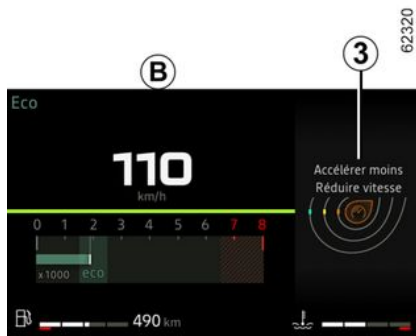 62320
B
3
Eco
110
km/h
Accélérer moins
Réduire vitesse
0 1 2 3 4 5 6 7 8
x 1000 eco
490 km